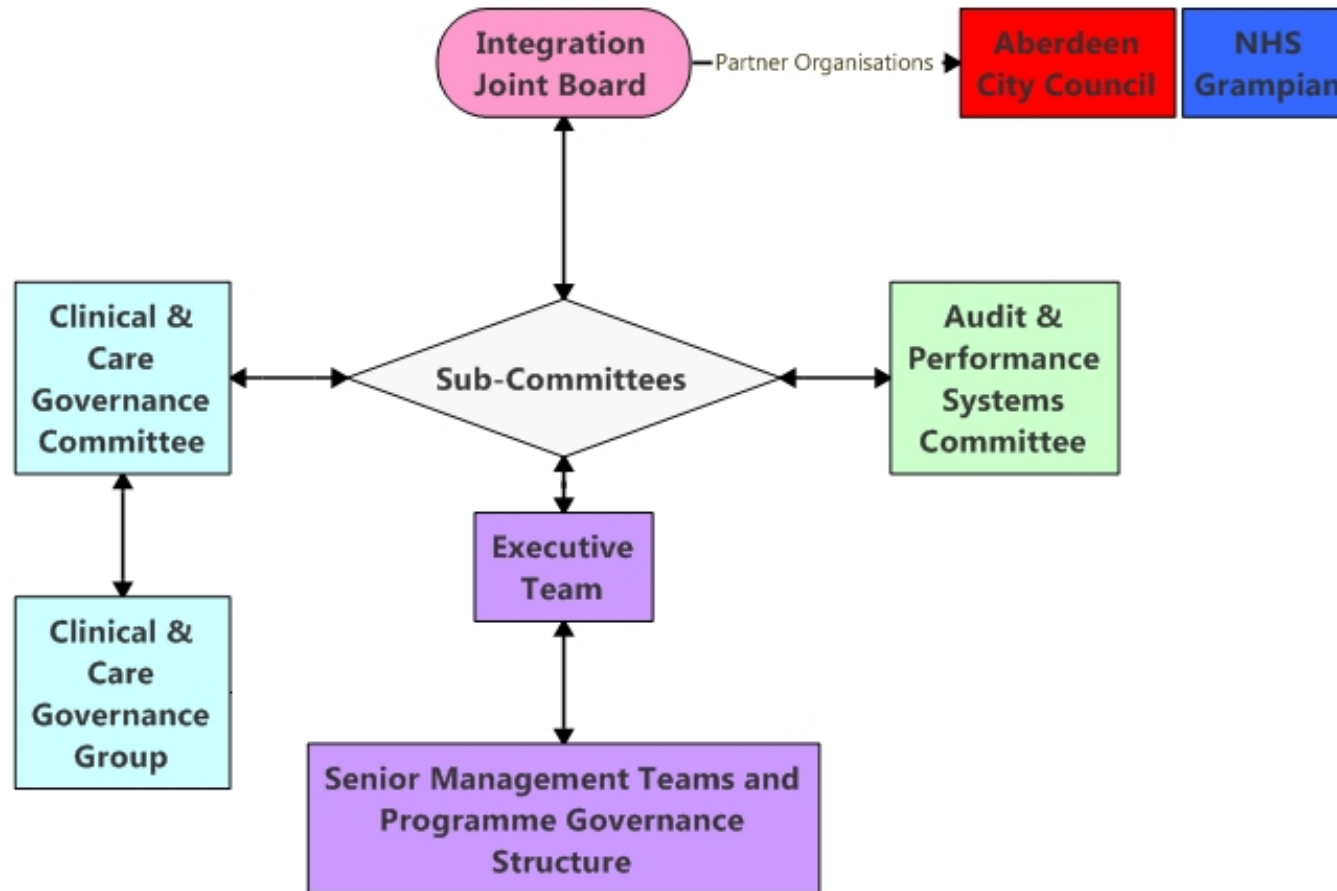 Integration
Joint Board
Partner Organisations
Aberdeen
City Council
NHS
Grampian
Clinical &
Care
Governance
Committee
Sub-Committees
Audit &
Performance
Systems
Committee
Executive
Team
Clinical &
Care
Governance
Group
Senior Management Teams and
Programme Governance
Structure